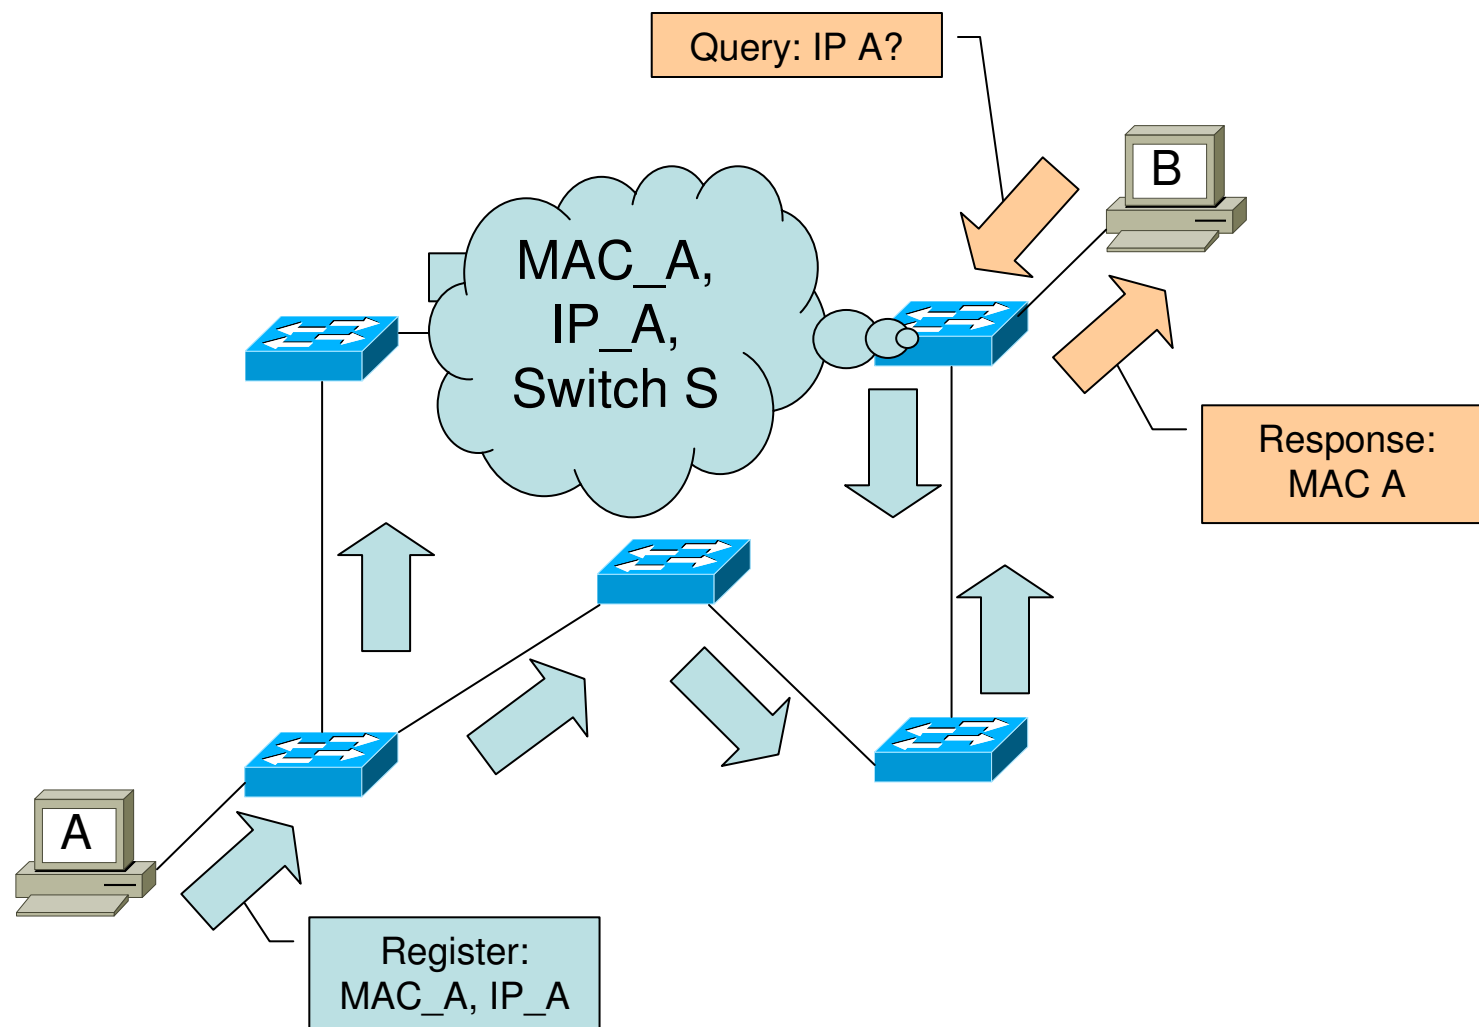 Query: IP A?
B
MAC_A,
IP_A,
Switch S
Response:
MAC A
A
Register:
MAC_A, IP_A